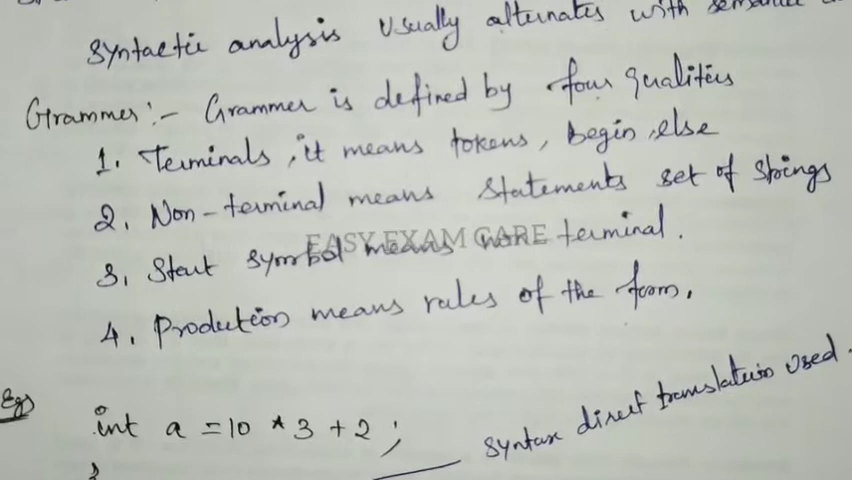 syntactic analysis usually alternates with
Grammer :- Grammer is defined by four qualities
1. Terminals, it means tokens, begin, else
2. Non-terminal means statements set of strings
EASY EXAM CARE
3. Start symbol means non terminal.
4. Production means rules of the form.
Eg
int a = 10 * 3 + 2 ;
syntax direct translation used.
}